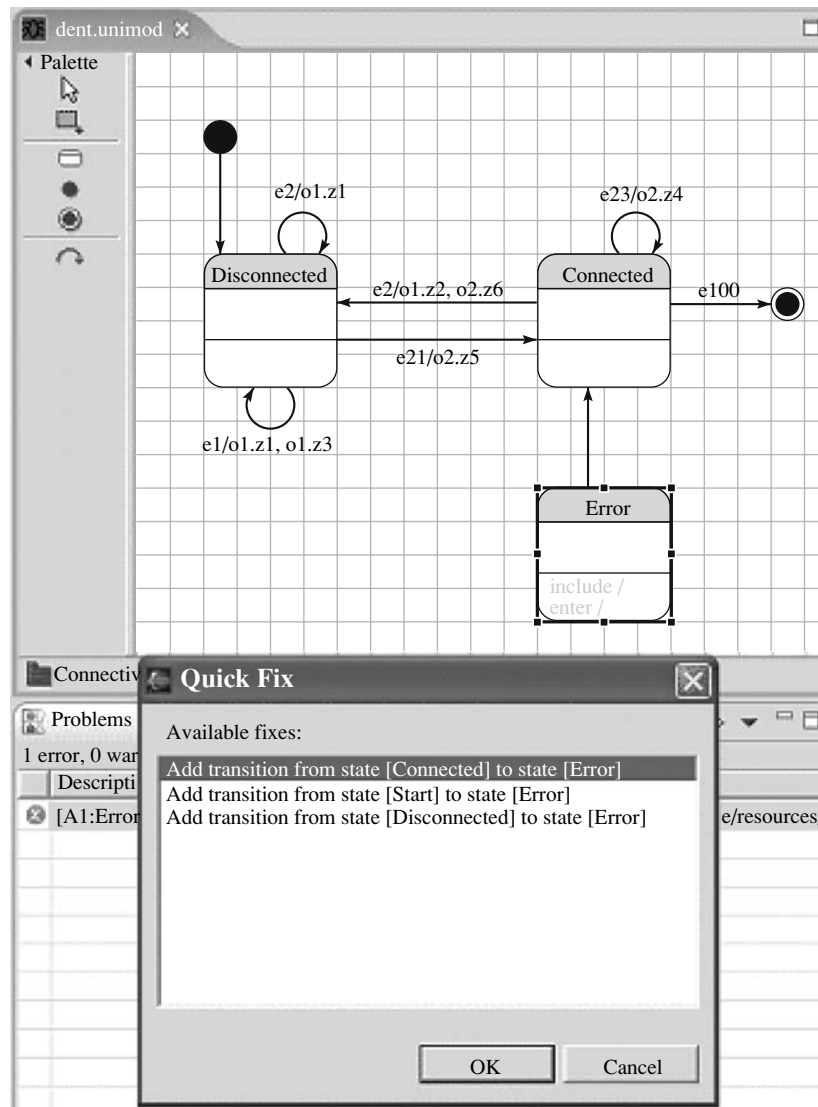 dent.unimod
Palette
e2/o1.z1
e23/o2.z4
Disconnected
Connected
e2/o1.z2, o2.z6
e100
e21/o2.z5
e1/o1.z1, o1.z3
Error
include /
enter /
Connectiv
Quick Fix
Problems
Available fixes:
1 error, 0 war
Add transition from state [Connected] to state [Error]
Descripti
Add transition from state [Start] to state [Error]
[A1:Error
Add transition from state [Disconnected] to state [Error]
e/resources
OK
Cancel